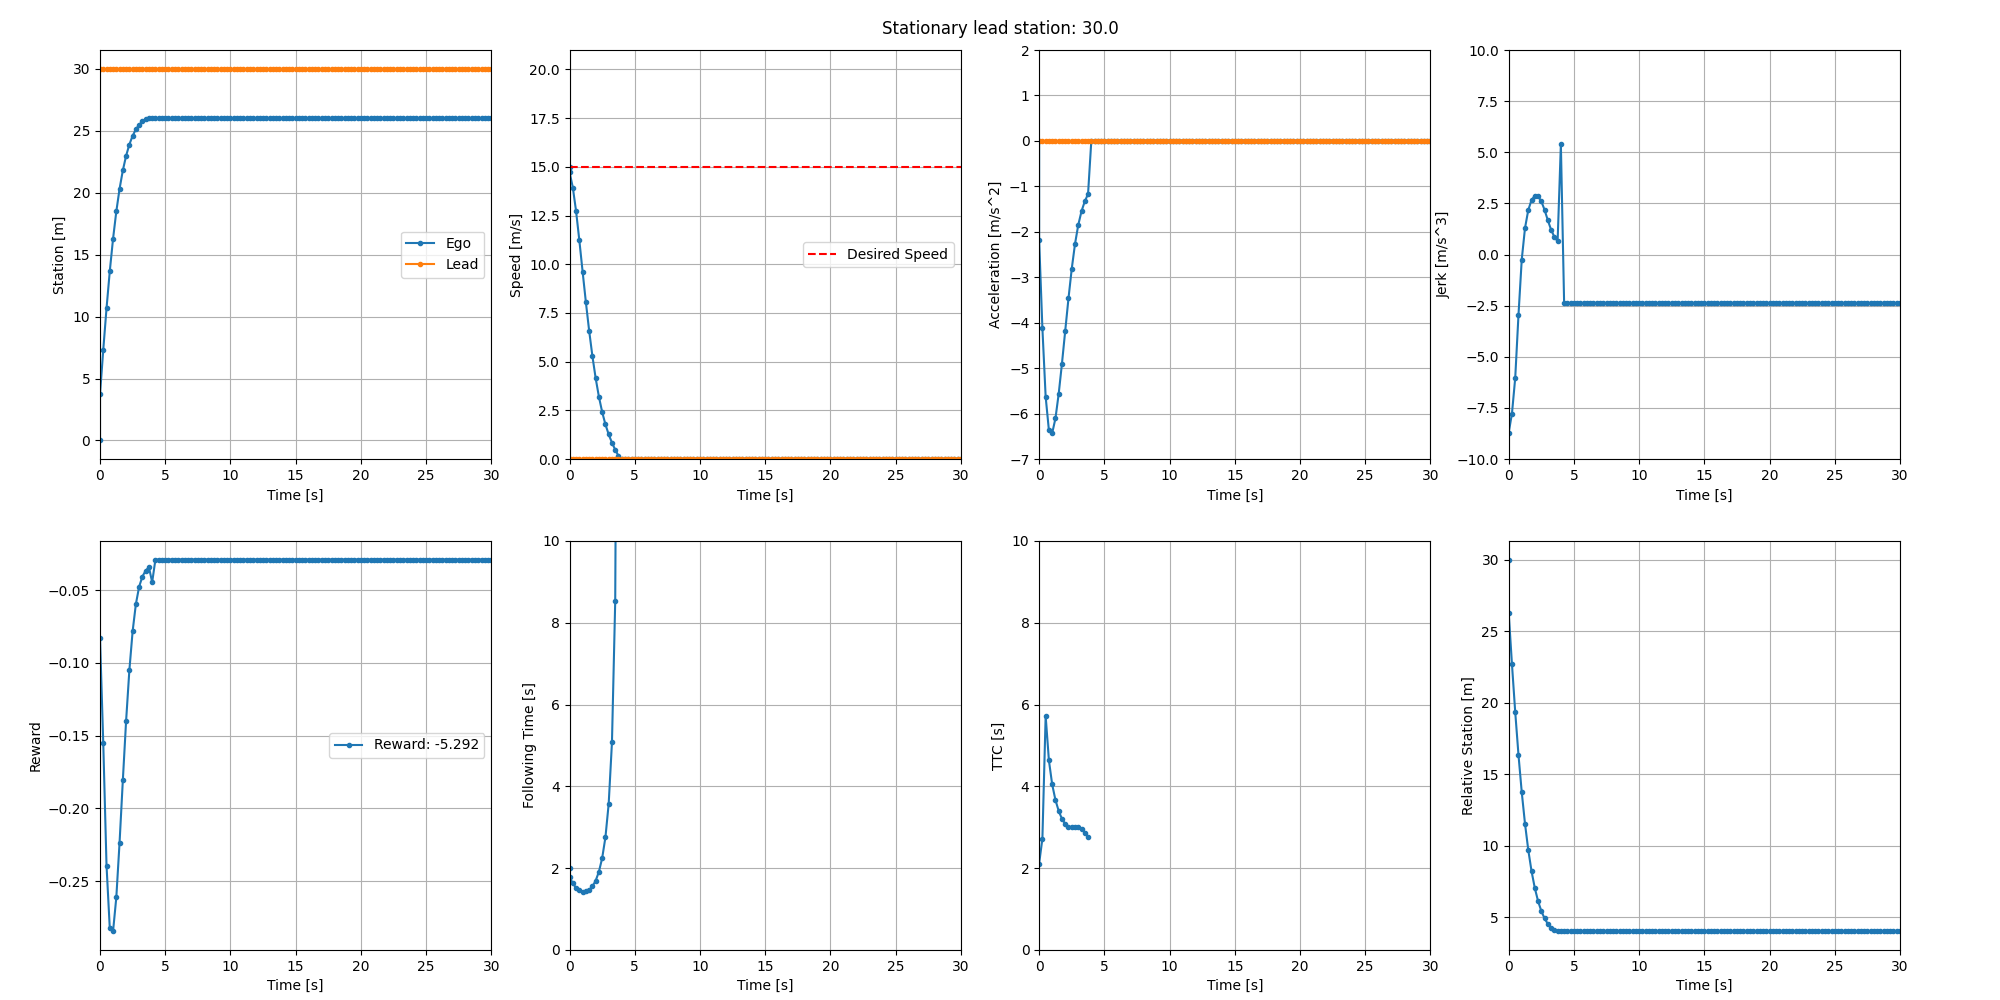 Stationary lead station: 30.0
Station [m]
30
25
20
15
10
5
0
Ego
Lead
0 5 10 15 20 25 30
Time [s]
Speed [m/s]
20.0
17.5
15.0
12.5
10.0
7.5
5.0
2.5
0.0
Desired Speed
0 5 10 15 20 25 30
Time [s]
Acceleration [m/s^2]
2
1
0
−1
−2
−3
−4
−5
−6
−7
0 5 10 15 20 25 30
Time [s]
Jerk [m/s^3]
10.0
7.5
5.0
2.5
0.0
−2.5
−5.0
−7.5
−10.0
0 5 10 15 20 25 30
Time [s]
Reward
−0.05
−0.10
−0.15
−0.20
−0.25
Reward: -5.292
0 5 10 15 20 25 30
Time [s]
Following Time [s]
10
8
6
4
2
0
0 5 10 15 20 25 30
Time [s]
TTC [s]
10
8
6
4
2
0
0 5 10 15 20 25 30
Time [s]
Relative Station [m]
30
25
20
15
10
5
0 5 10 15 20 25 30
Time [s]